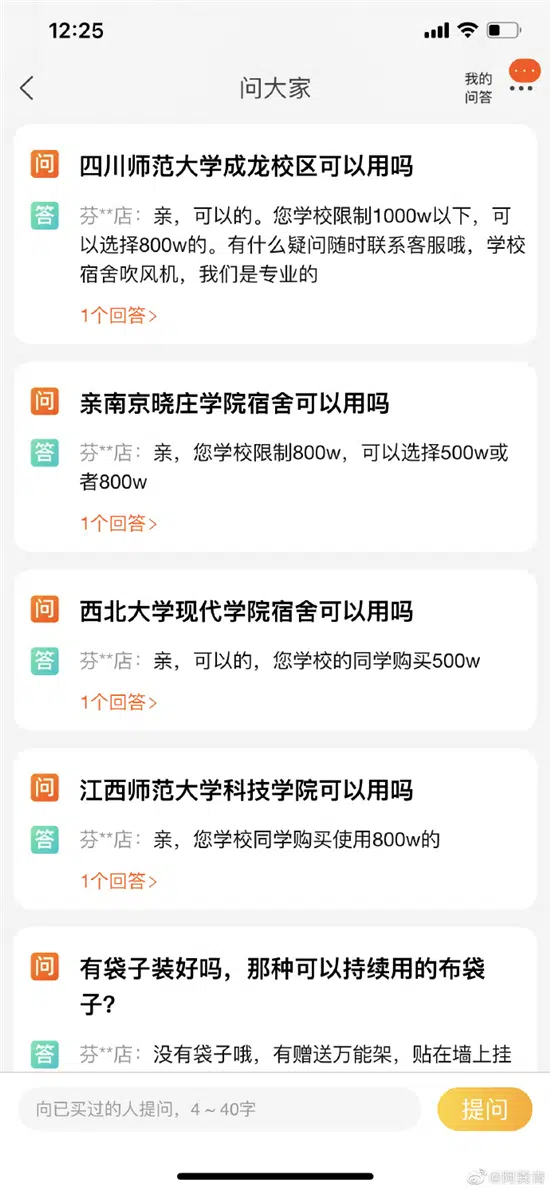 12:25
问大家
我的
问答
问 四川师范大学成龙校区可以用吗
答 芬**店：亲，可以的。您学校限制1000w以下，可
以选择800w的。有什么疑问随时联系客服哦，学校
宿舍吹风机，我们是专业的
1个回答>
问 亲南京晓庄学院宿舍可以用吗
答 芬**店：亲，您学校限制800w，可以选择500w或
者800w
1个回答>
问 西北大学现代学院宿舍可以用吗
答 芬**店：亲，可以的，您学校的同学购买500w
1个回答>
问 江西师范大学科技学院可以用吗
答 芬**店：亲，您学校同学购买使用800w的
1个回答>
问 有袋子装好吗，那种可以持续用的布袋
子?
答 芬**店：没有袋子哦，有赠送万能架，贴在墙上挂
向已买过的人提问，4～40字
提问